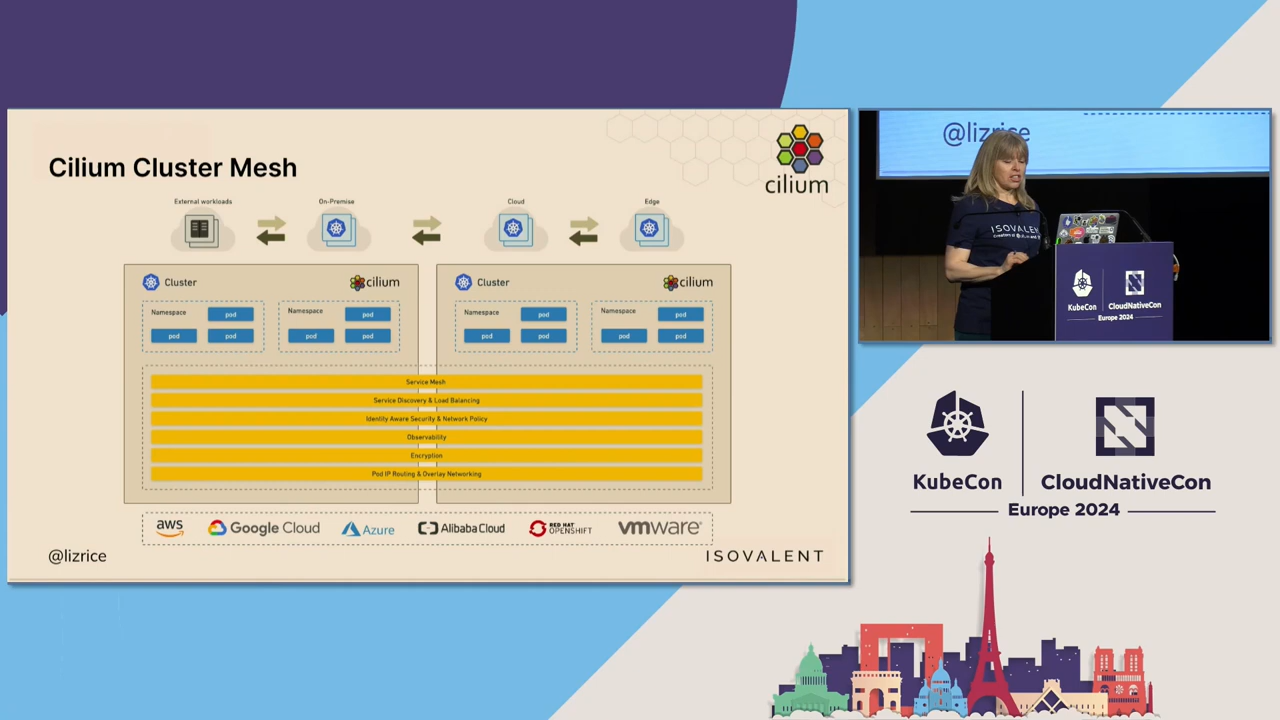 Cilium Cluster Mesh
cilium
External workloads
On-Premise
Cloud
Edge
Cluster
cilium
Namespace
pod
pod
pod
Namespace
pod
pod
pod
Cluster
cilium
Namespace
pod
pod
pod
Namespace
pod
pod
pod
Service Mesh
Service Discovery & Load Balancing
Identity Aware Security & Network Policy
Observability
Encryption
Pod IP Routing & Overlay Networking
aws
Google Cloud
Azure
Alibaba Cloud
RED HAT OPENSHIFT
vmware
@lizrice
ISOVALENT
@lizrice
ISOVALENT
KubeCon
CloudNativeCon
Europe 2024
KubeCon
CloudNativeCon
Europe 2024